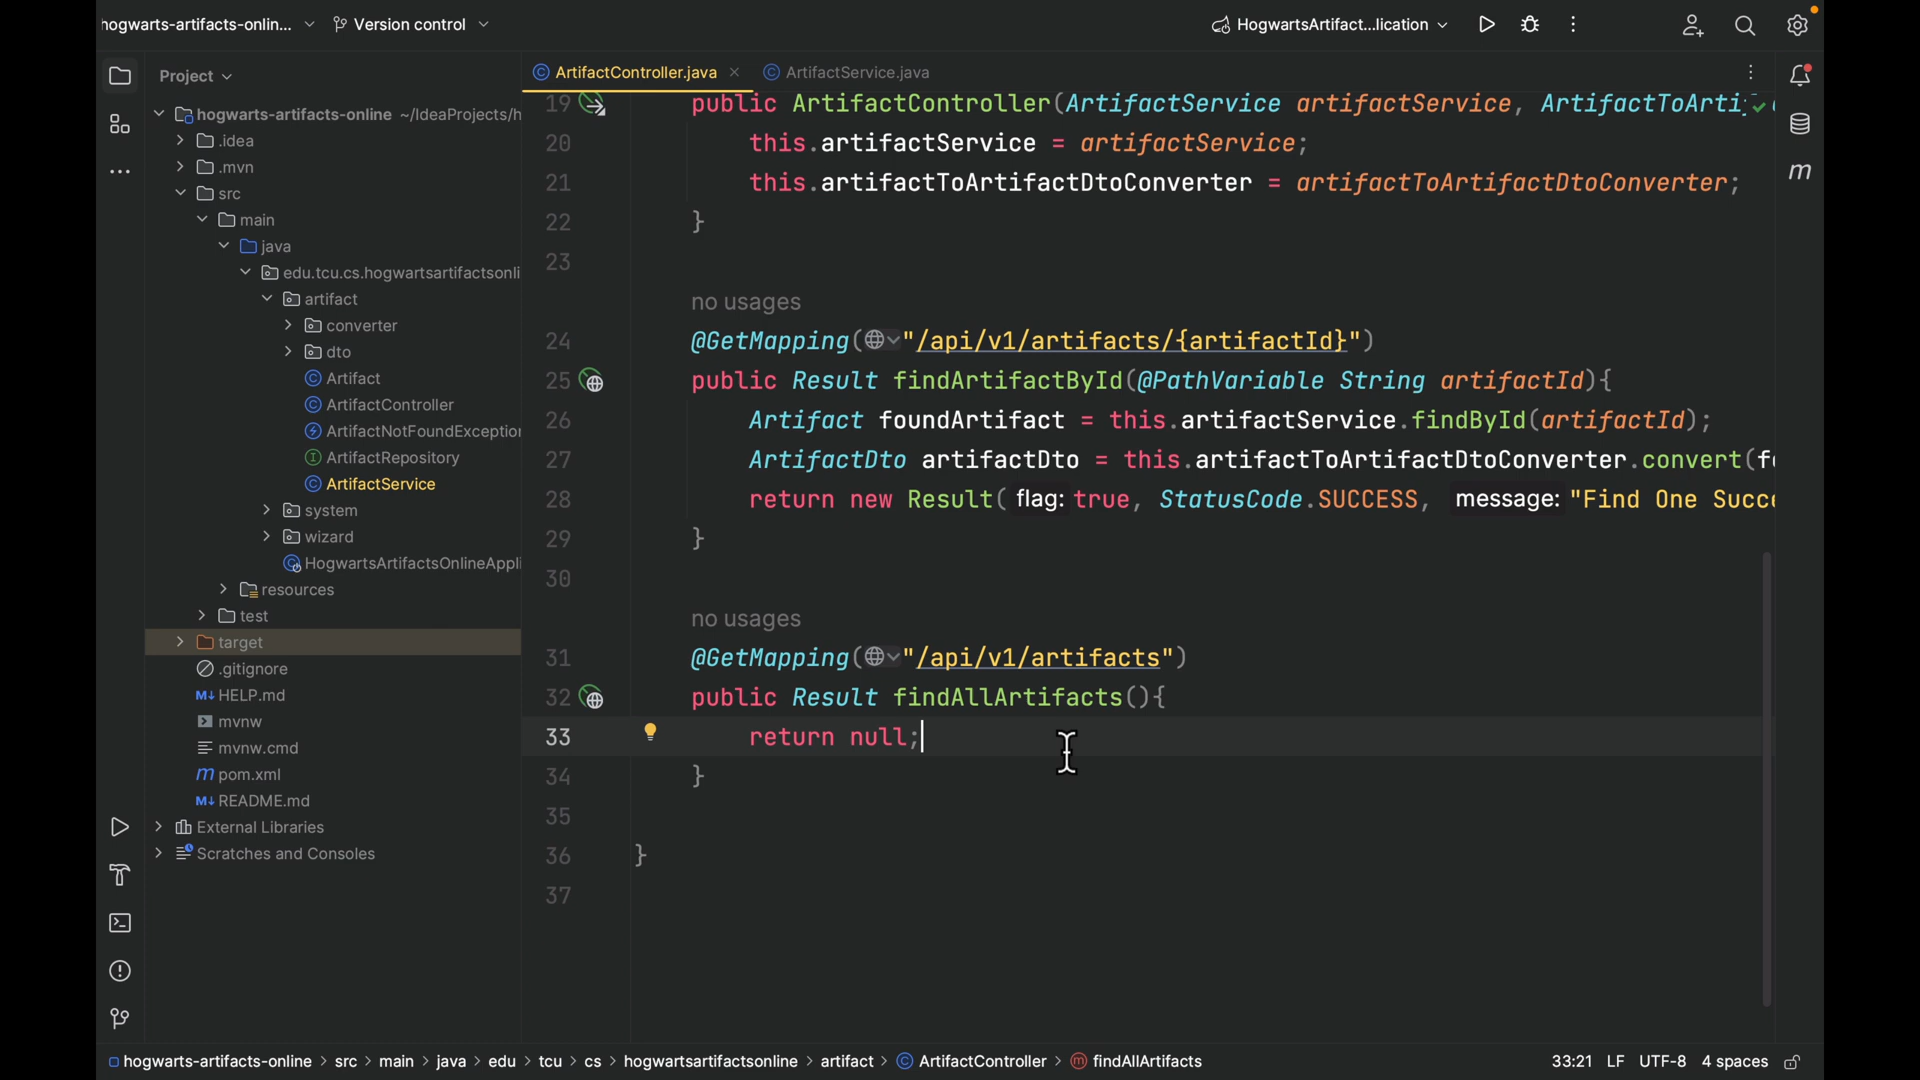 hogwarts-artifacts-onlin...
Version control
HogwartsArtifact...lication
Project
ArtifactController.java
ArtifactService.java
hogwarts-artifacts-online ~/IdeaProjects/h
.idea
.mvn
src
main
java
edu.tcu.cs.hogwartsartifactsonli
artifact
converter
dto
Artifact
ArtifactController
ArtifactNotFoundException
ArtifactRepository
ArtifactService
system
wizard
HogwartsArtifactsOnlineAppli
resources
test
target
.gitignore
HELP.md
mvnw
mvnw.cmd
pom.xml
README.md
External Libraries
Scratches and Consoles
19 public ArtifactController(ArtifactService artifactService, ArtifactToArti
20 this.artifactService = artifactService;
21 this.artifactToArtifactDtoConverter = artifactToArtifactDtoConverter;
22 }
23
no usages
24 @GetMapping("/api/v1/artifacts/{artifactId}")
25 public Result findArtifactById(@PathVariable String artifactId){
26 Artifact foundArtifact = this.artifactService.findById(artifactId);
27 ArtifactDto artifactDto = this.artifactToArtifactDtoConverter.convert(fo
28 return new Result( flag: true, StatusCode.SUCCESS, message: "Find One Succe
29 }
30
no usages
31 @GetMapping("/api/v1/artifacts")
32 public Result findAllArtifacts(){
33 return null;
34 }
35
36 }
37
hogwarts-artifacts-online > src > main > java > edu > tcu > cs > hogwartsartifactsonline > artifact > ArtifactController > findAllArtifacts
33:21 LF UTF-8 4 spaces